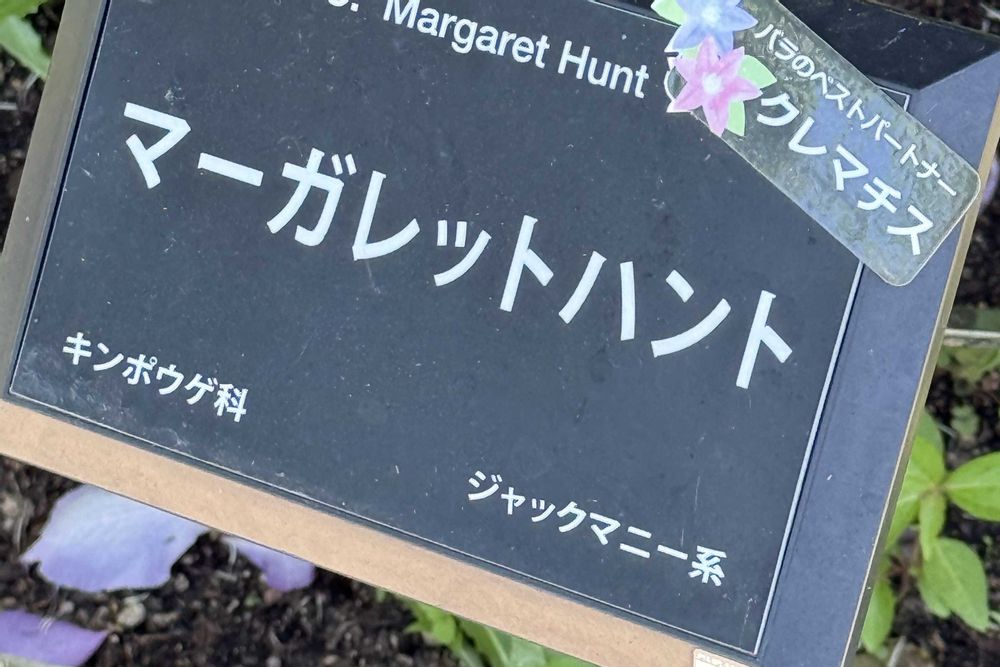 Margaret Hunt
バラのベストパートナー
クレマチス
マーガレットハント
キンポウゲ科
ジャックマニー系